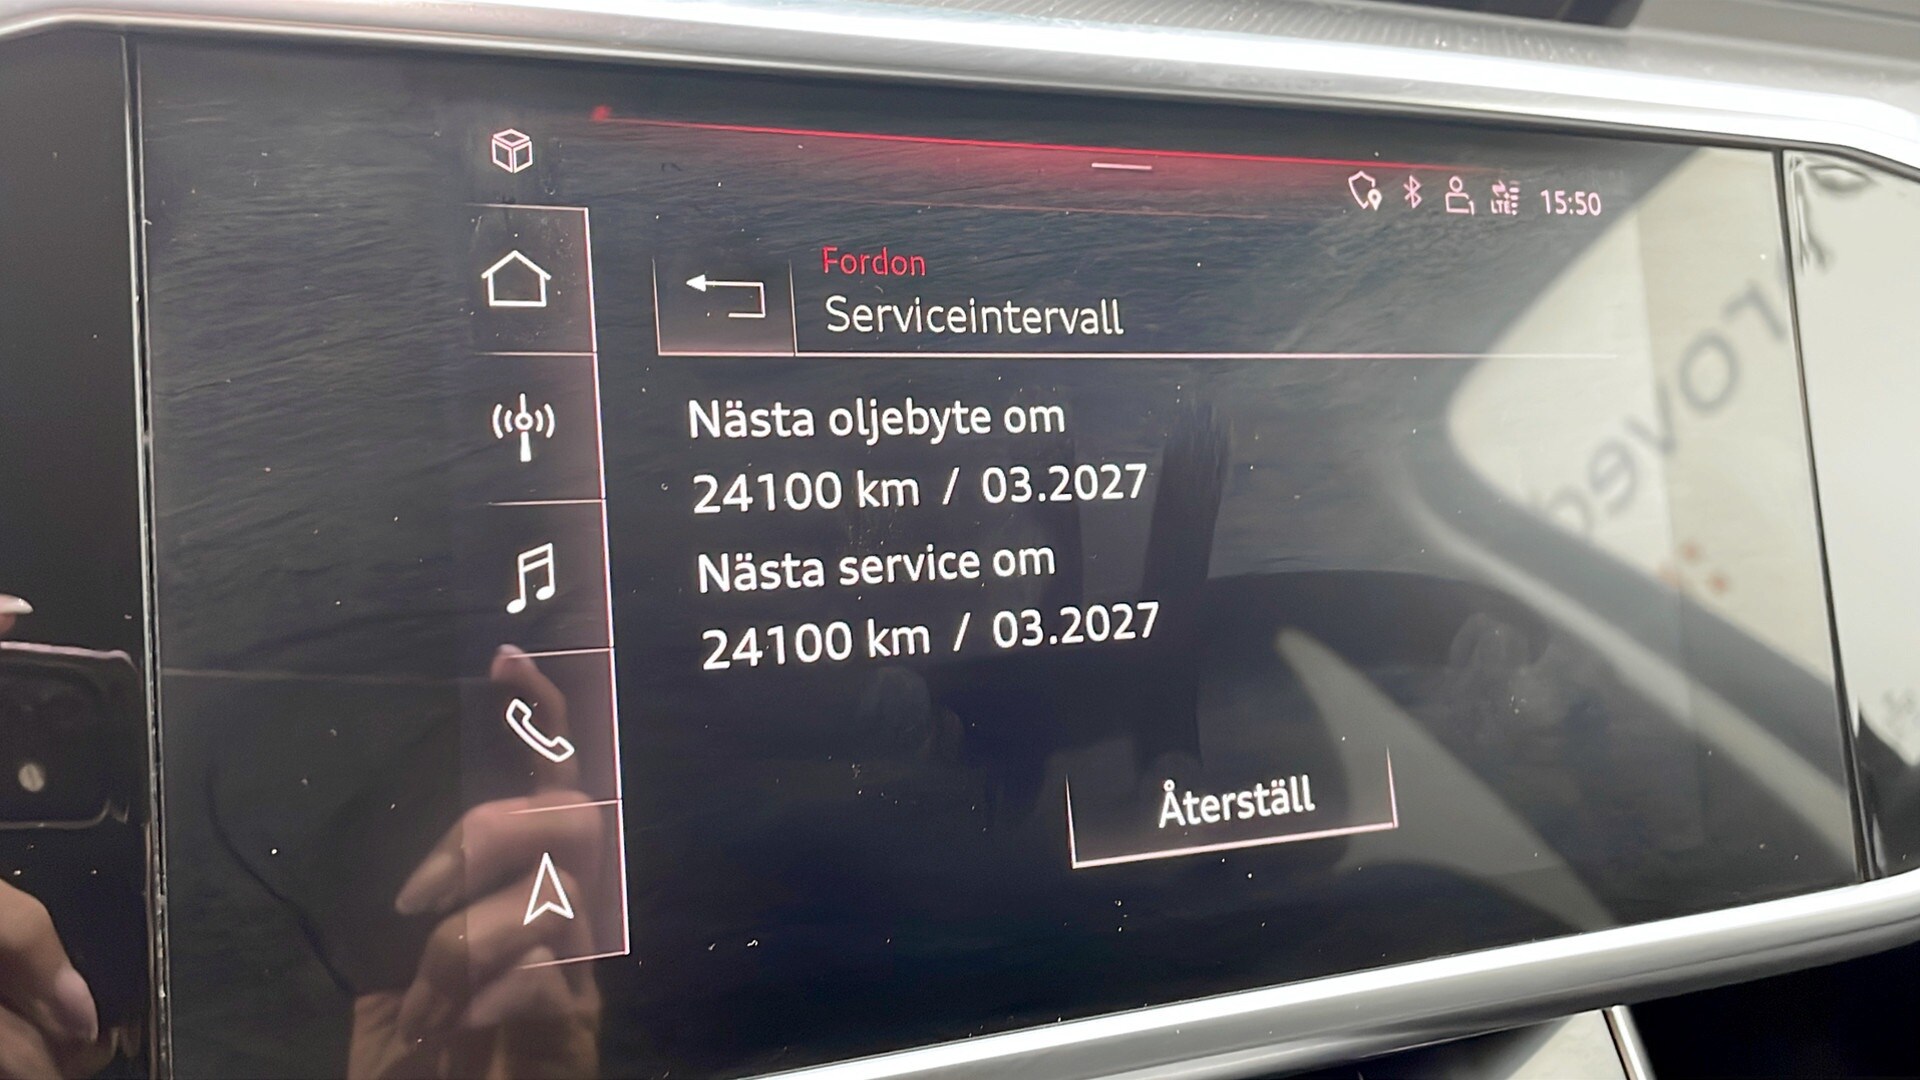 LTE 15:50
Fordon
Serviceintervall
Nästa oljebyte om
24100 km / 03.2027
Nästa service om
24100 km / 03.2027
Återställ